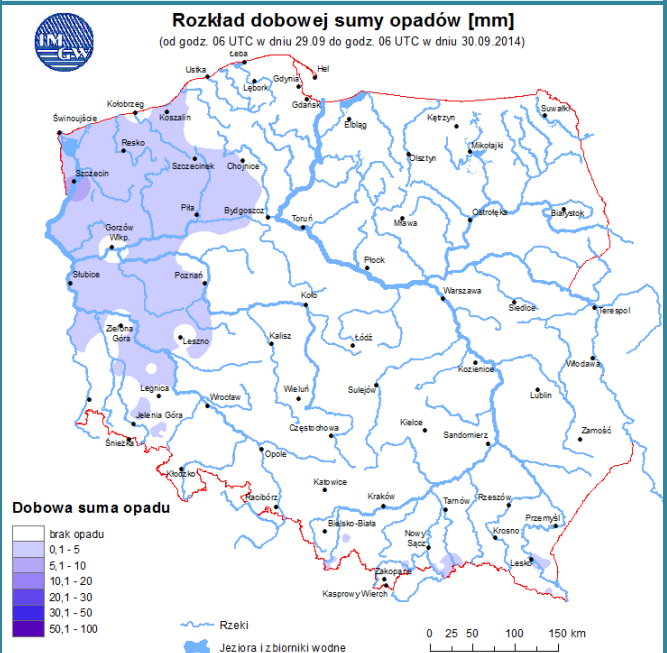 IMGW
Rozkład dobowej sumy opadów [mm]
(od godz. 06 UTC w dniu 29.09 do godz. 06 UTC w dniu 30.09.2014)
Łeba
Hel
Ustka
Gdynia
Lębork
Gdańsk
Kołobrzeg
Koszalin
Suwałki
Świnoujście
Elbląg
Kętrzyn
Resko
Mikołajki
Szczecinek
Chojnice
Olsztyn
Szczecin
Piła
Bydgoszcz
Toruń
Mława
Ostrołęka
Białystok
Gorzów
Wlkp.
Płock
Słubice
Poznań
Warszawa
Koło
Siedlce
Terespol
Zielona
Góra
Leszno
Kalisz
Łódź
Kozienice
Włodawa
Legnica
Wrocław
Wieluń
Sulejów
Lublin
Jelenia Góra
Częstochowa
Kielce
Sandomierz
Zamość
Śnieżka
Opole
Kłodzko
Katowice
Racibórz
Kraków
Tarnów
Rzeszów
Bielsko-Biała
Przemyśl
Nowy
Sącz
Krosno
Lesko
Zakopane
Kasprowy Wierch
Dobowa suma opadu
brak opadu
0,1 - 5
5,1 - 10
10,1 - 20
20,1 - 30
30,1 - 50
50,1 - 100
Rzeki
Jeziora i zbiorniki wodne
0 25 50 100 150 km